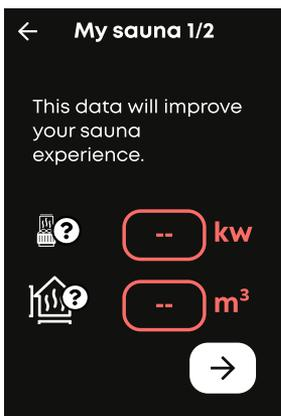 My sauna 1/2
This data will improve
your sauna
experience.
? -- kw
? -- m³